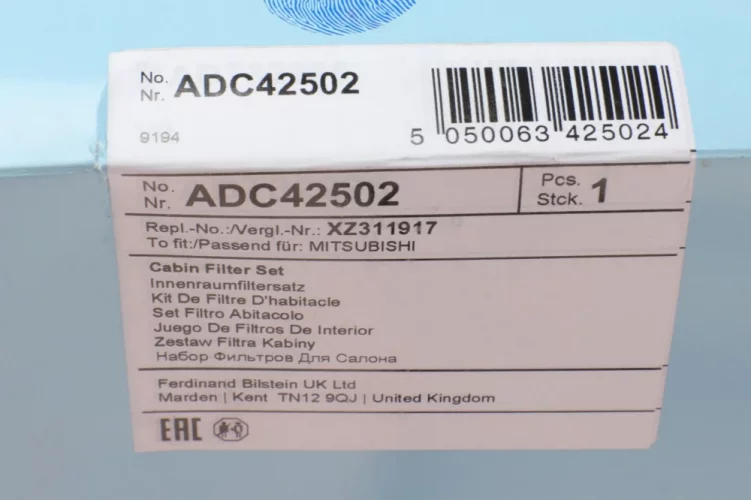 No.
Nr. ADC42502
9194
5 050063 425024
No.
Nr. ADC42502
Pcs.
Stck. 1
Repl.-No.:/Vergl.-Nr.: XZ311917
To fit:/Passend für: MITSUBISHI
Cabin Filter Set
Innenraumfiltersatz
Kit De Filtre D'habitacle
Set Filtro Abitacolo
Juego De Filtros De Interior
Zestaw Filtra Kabiny
Набор Фильтров Для Салона
Ferdinand Bilstein UK Ltd
Marden | Kent TN12 9QJ | United Kingdom
EAC